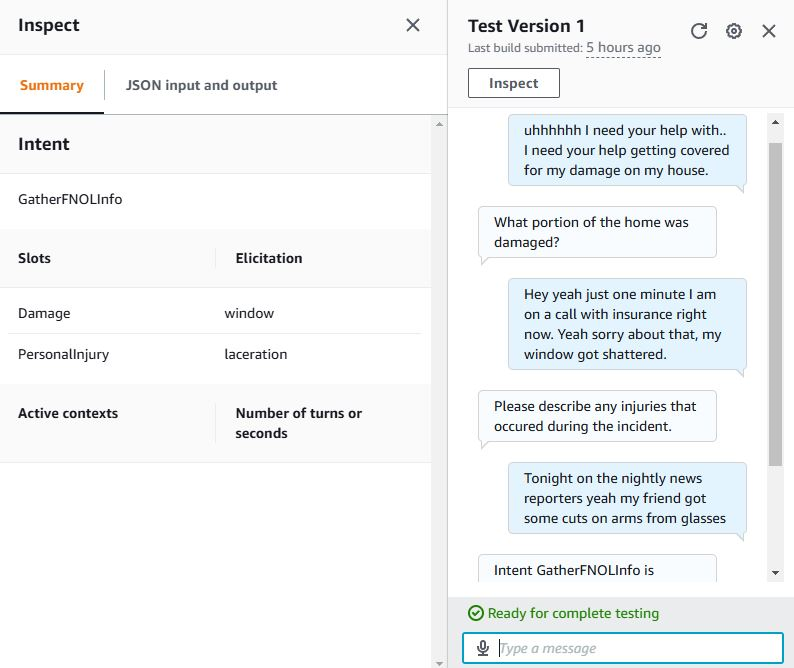 Inspect
Summary
JSON input and output
Intent
GatherFNOLInfo
Slots
Elicitation
Damage
window
PersonalInjury
laceration
Active contexts
Number of turns or
seconds
Test Version 1
Last build submitted: 5 hours ago
Inspect
uhhhhhh I need your help with..
I need your help getting covered
for my damage on my house.
What portion of the home was
damaged?
Hey yeah just one minute I am
on a call with insurance right
now. Yeah sorry about that, my
window got shattered.
Please describe any injuries that
occured during the incident.
Tonight on the nightly news
reporters yeah my friend got
some cuts on arms from glasses
Intent GatherFNOLInfo is
Ready for complete testing
Type a message